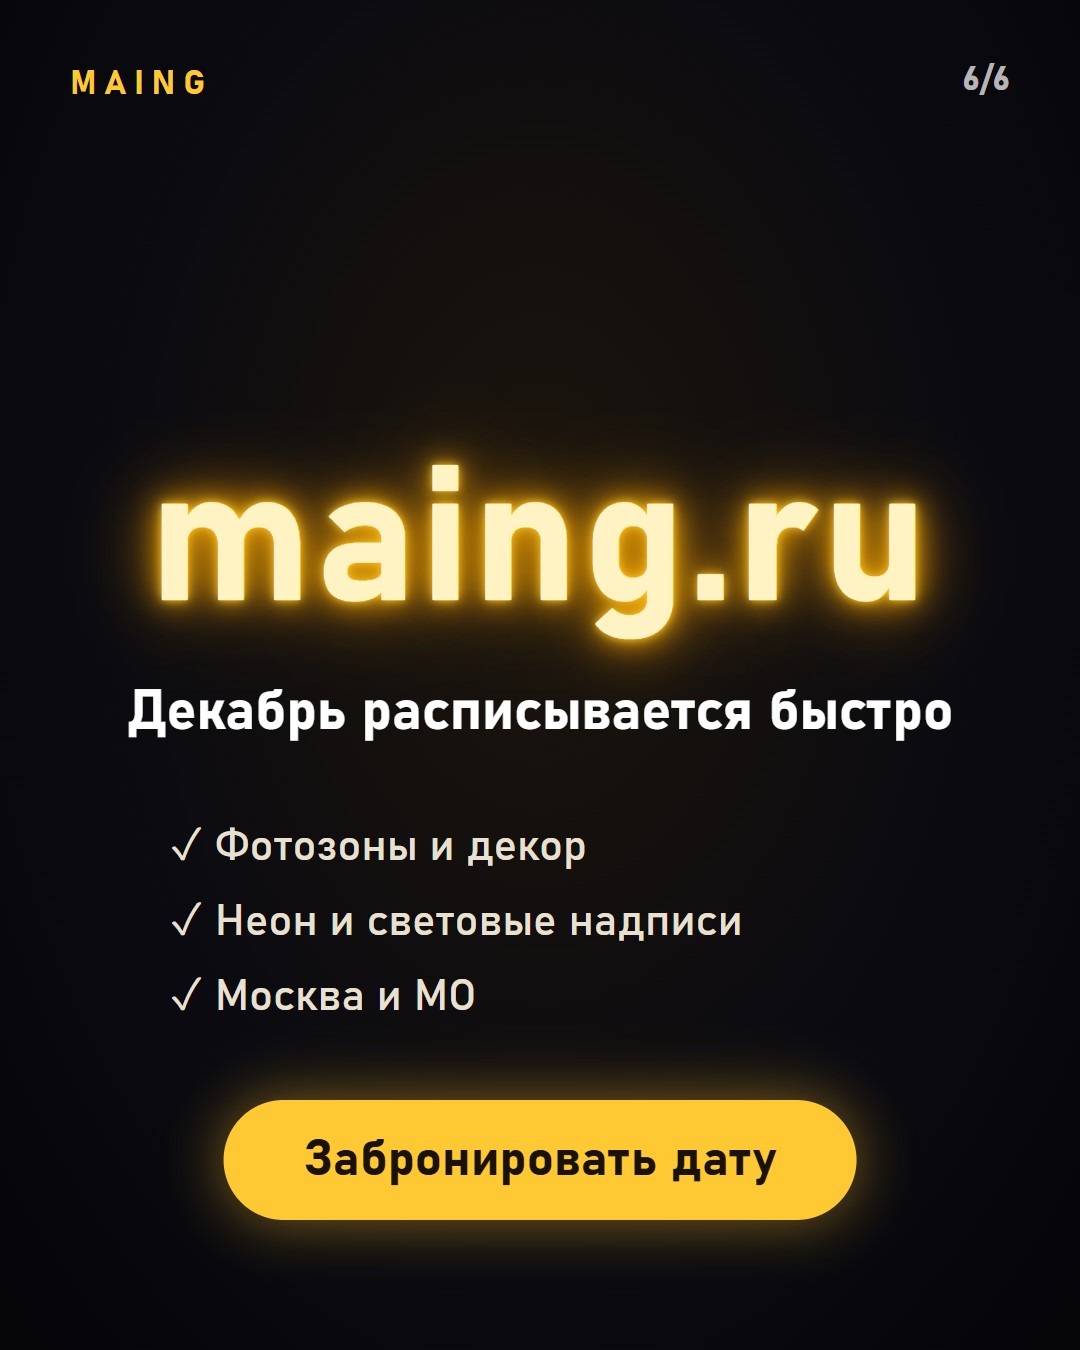 MAING
6/6
maing.ru
Декабрь расписывается быстро
✓ Фотозоны и декор
✓ Неон и световые надписи
✓ Москва и МО
Забронировать дату